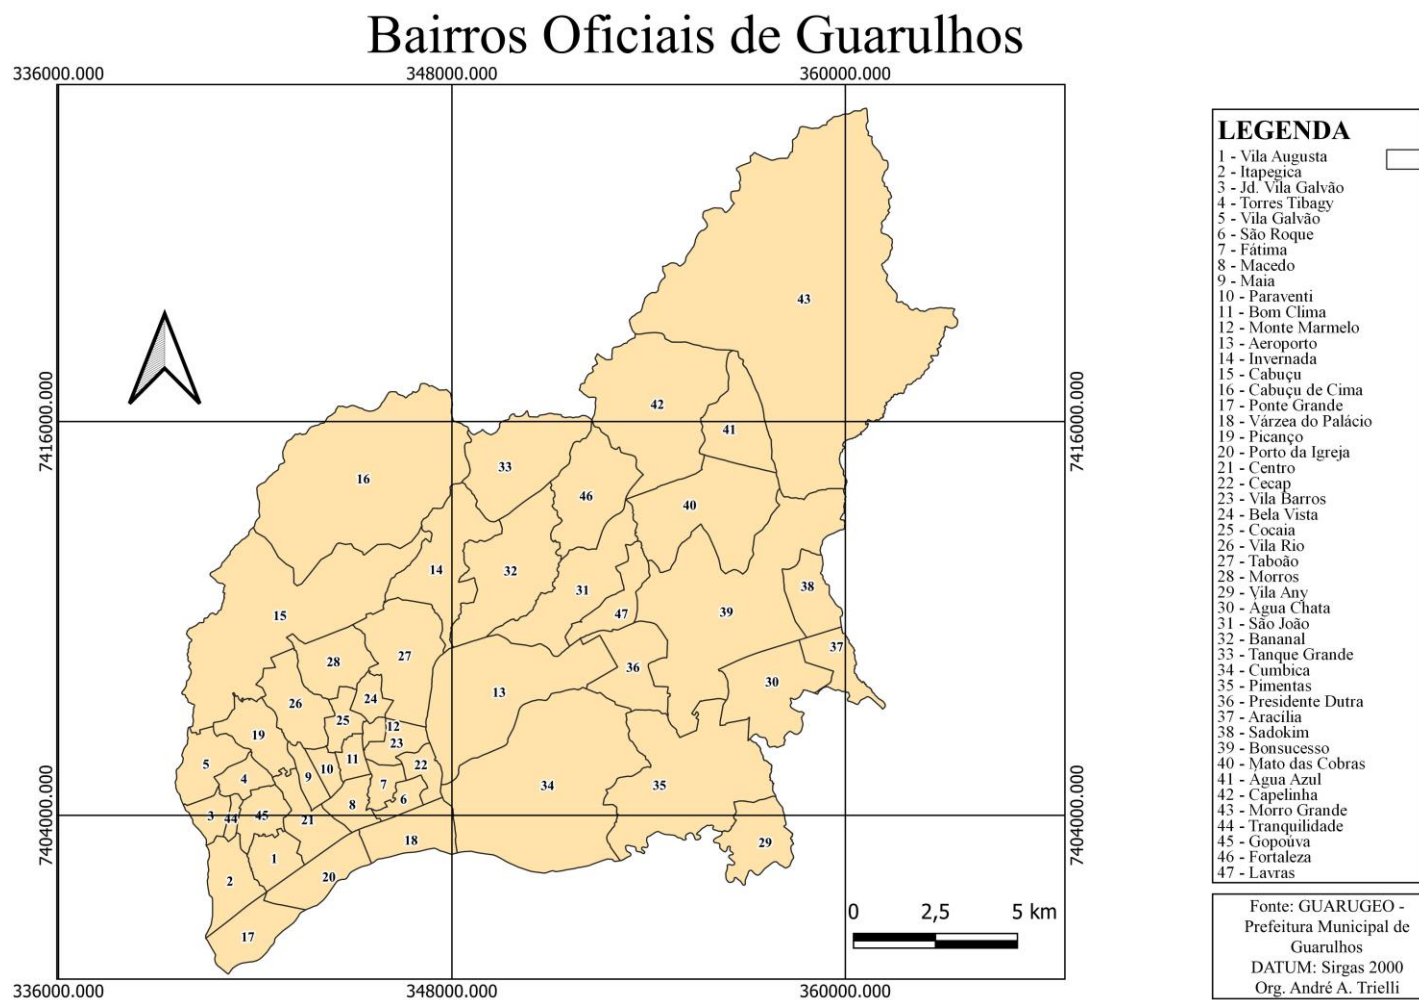 Bairros Oficiais de Guarulhos
336000.000 348000.000 360000.000
43
42
7416000.000 41 7416000.000
33
16 46
40
14 32
31 38
15 47 39
37
28 27 36
30
13
26 24
25 12
19 23
5 11 22
4 9 10
7 34 35
8 6
3 44 45 21
7404000.000 18 29 7404000.000
1
2 20
0 2,5 5 km
17
336000.000 348000.000 360000.000
LEGENDA
1 - Vila Augusta
2 - Itapegica
3 - Jd. Vila Galvão
4 - Torres Tibagy
5 - Vila Galvão
6 - São Roque
7 - Fátima
8 - Macedo
9 - Maia
10 - Paraventi
11 - Bom Clima
12 - Monte Marmelo
13 - Aeroporto
14 - Invernada
15 - Cabuçu
16 - Cabuçu de Cima
17 - Ponte Grande
18 - Várzea do Palácio
19 - Picanço
20 - Porto da Igreja
21 - Centro
22 - Cecap
23 - Vila Barros
24 - Bela Vista
25 - Cocaia
26 - Vila Rio
27 - Taboão
28 - Morros
29 - Vila Any
30 - Água Chata
31 - São João
32 - Bananal
33 - Tanque Grande
34 - Cumbica
35 - Pimentas
36 - Presidente Dutra
37 - Aracília
38 - Sadokim
39 - Bonsucesso
40 - Mato das Cobras
41 - Água Azul
42 - Capelinha
43 - Morro Grande
44 - Tranquilidade
45 - Gopoúva
46 - Fortaleza
47 - Lavras
Fonte: GUARUGEO -
Prefeitura Municipal de
Guarulhos
DATUM: Sirgas 2000
Org. André A. Trielli